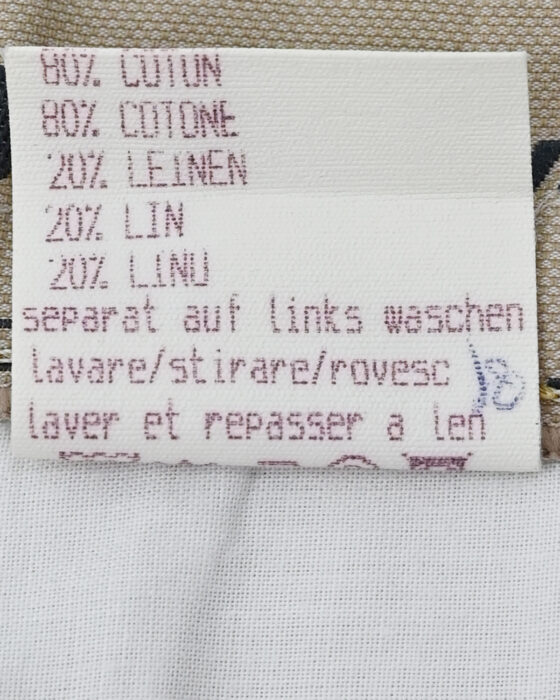 80% COTON
80% COTONE
20% LEINEN
20% LIN
20% LINO
separat auf links waschen
lavare/stirare/rovesc
laver et repasser a len